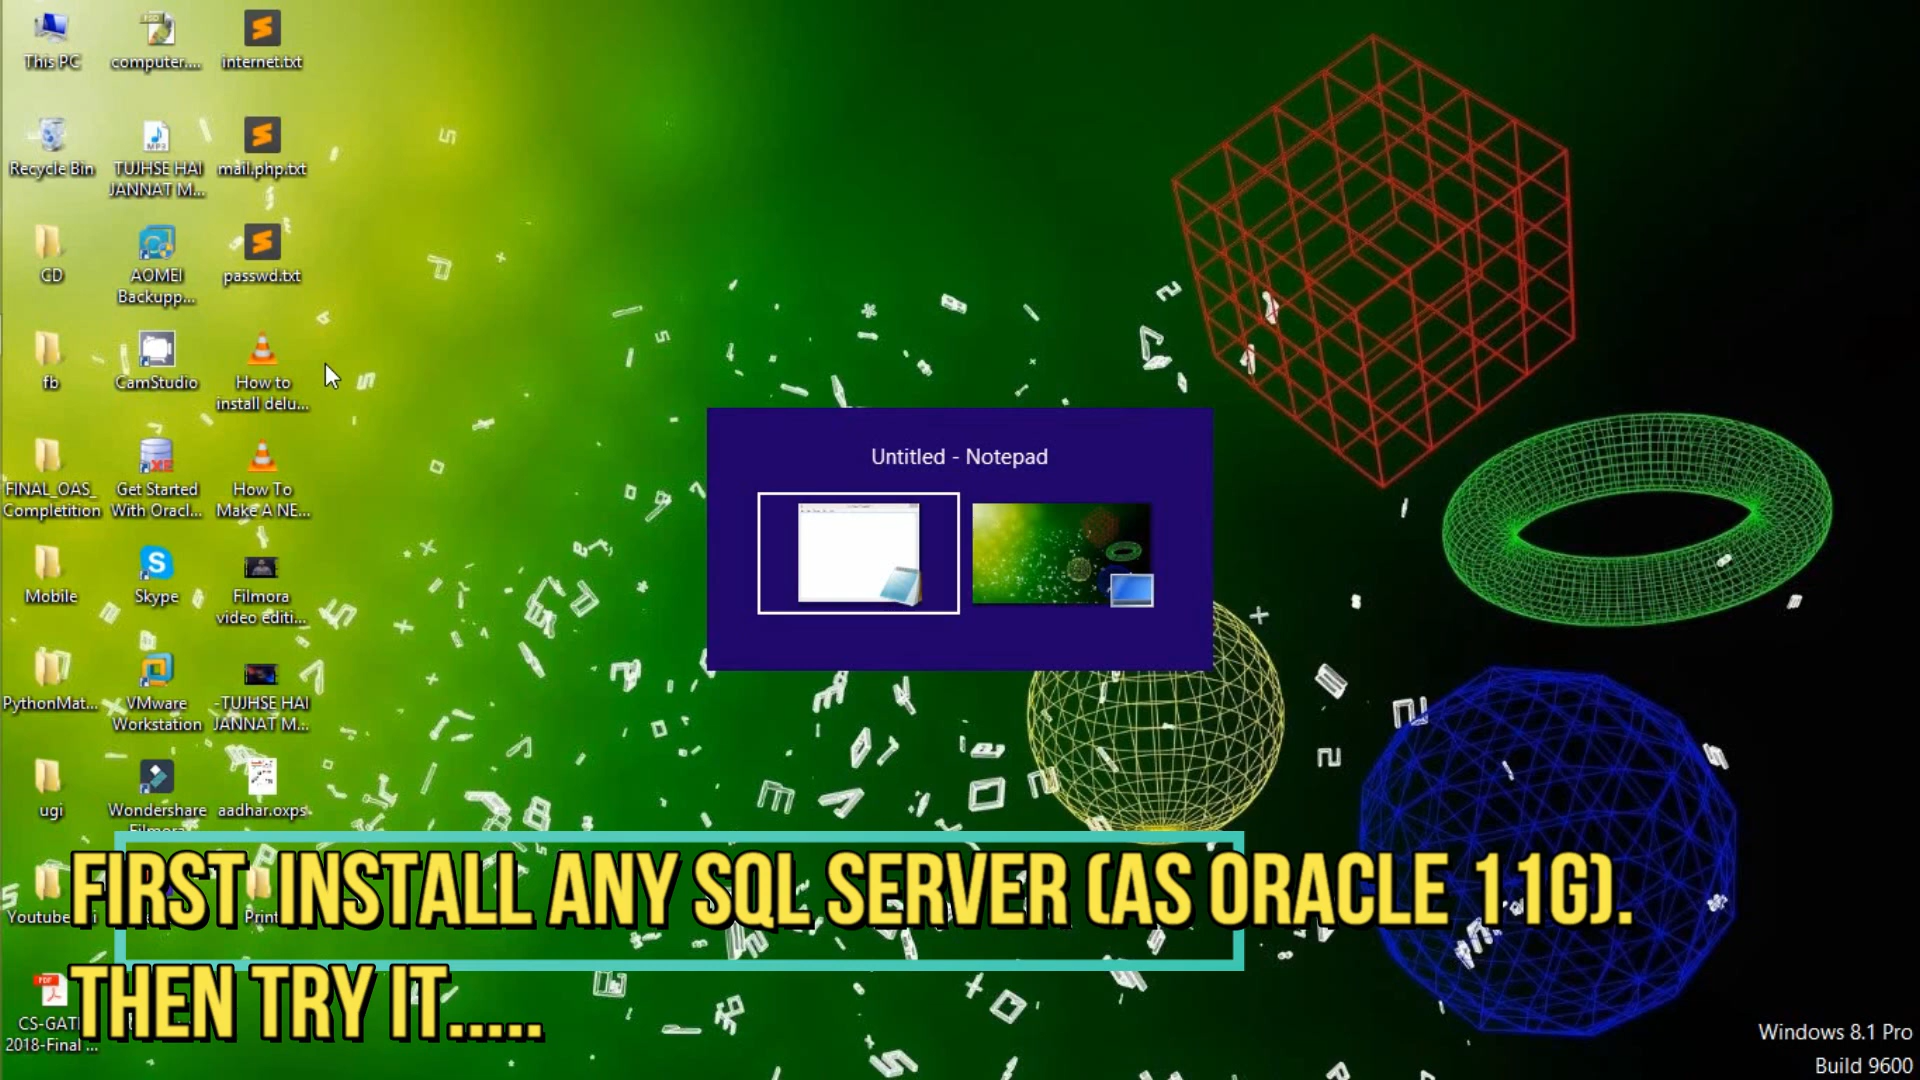 This PC
computer....
internet.txt
Recycle Bin
TUJHSE HAI
JANNAT M...
mail.php.txt
CD
AOMEI
Backupp...
passwd.txt
fb
CamStudio
How to
install delu...
FINAL_OAS_
Completition
Get Started
With Oracl...
How To
Make A NE...
Mobile
Skype
Filmora
video editi...
PythonMat...
VMware
Workstation
-TUJHSE HAI
JANNAT M...
ugi
Wondershare
Filmora
aadhar.oxps
Untitled - Notepad
FIRST INSTALL ANY SQL SERVER (AS ORACLE 11G).
THEN TRY IT.....
Print
CS-GAT
2018-Final ...
Windows 8.1 Pro
Build 9600